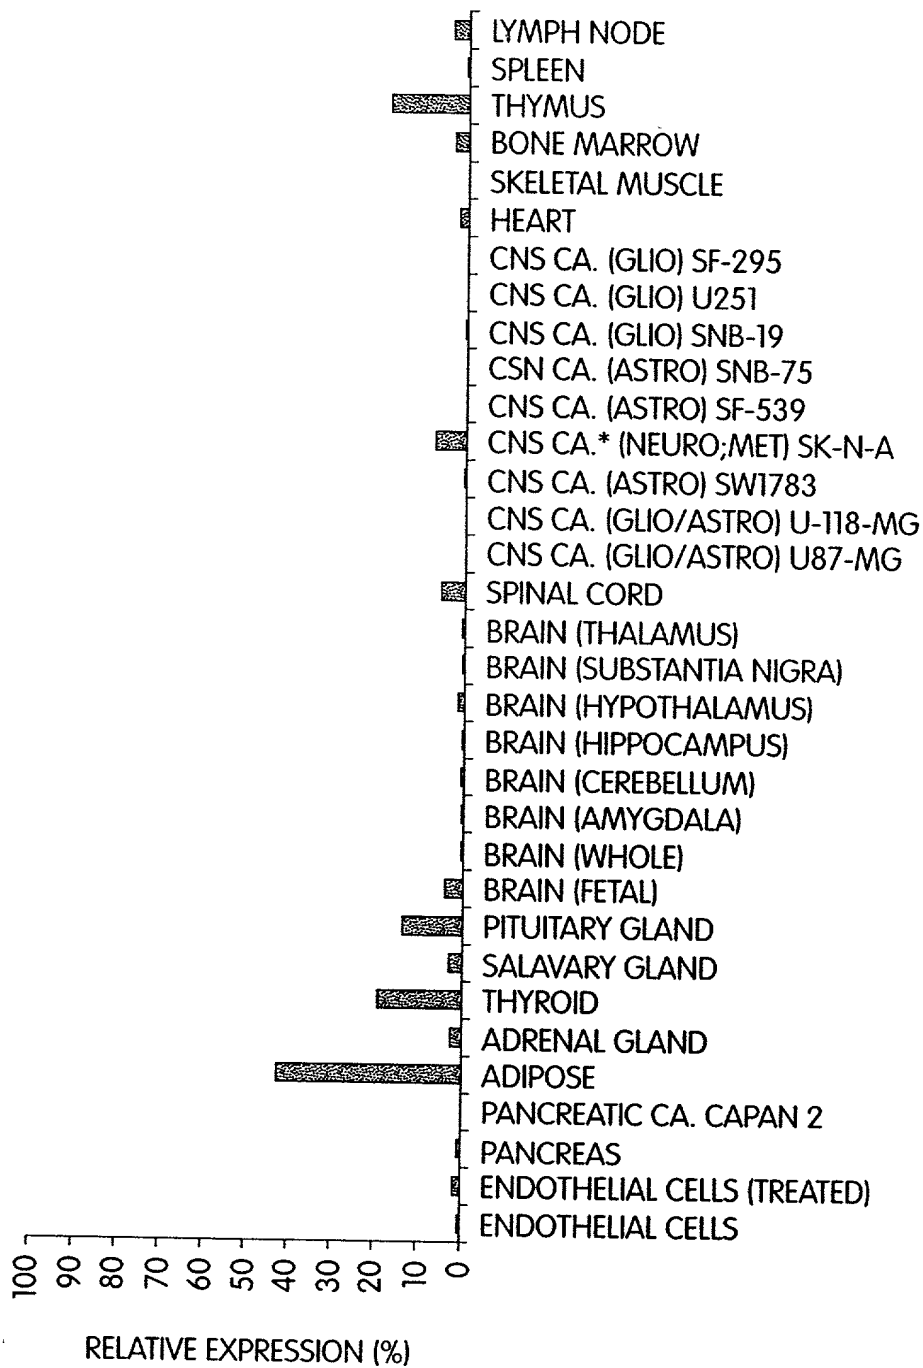 LYMPH NODE
SPLEEN
THYMUS
BONE MARROW
SKELETAL MUSCLE
HEART
CNS CA. (GLIO) SF-295
CNS CA. (GLIO) U251
CNS CA. (GLIO) SNB-19
CSN CA. (ASTRO) SNB-75
CNS CA. (ASTRO) SF-539
CNS CA.* (NEURO;MET) SK-N-A
CNS CA. (ASTRO) SW1783
CNS CA. (GLIO/ASTRO) U-118-MG
CNS CA. (GLIO/ASTRO) U87-MG
SPINAL CORD
BRAIN (THALAMUS)
BRAIN (SUBSTANTIA NIGRA)
BRAIN (HYPOTHALAMUS)
BRAIN (HIPPOCAMPUS)
BRAIN (CEREBELLUM)
BRAIN (AMYGDALA)
BRAIN (WHOLE)
BRAIN (FETAL)
PITUITARY GLAND
SALAVARY GLAND
THYROID
ADRENAL GLAND
ADIPOSE
PANCREATIC CA. CAPAN 2
PANCREAS
ENDOTHELIAL CELLS (TREATED)
ENDOTHELIAL CELLS
100 90 80 70 60 50 40 30 20 10 0
RELATIVE EXPRESSION (%)